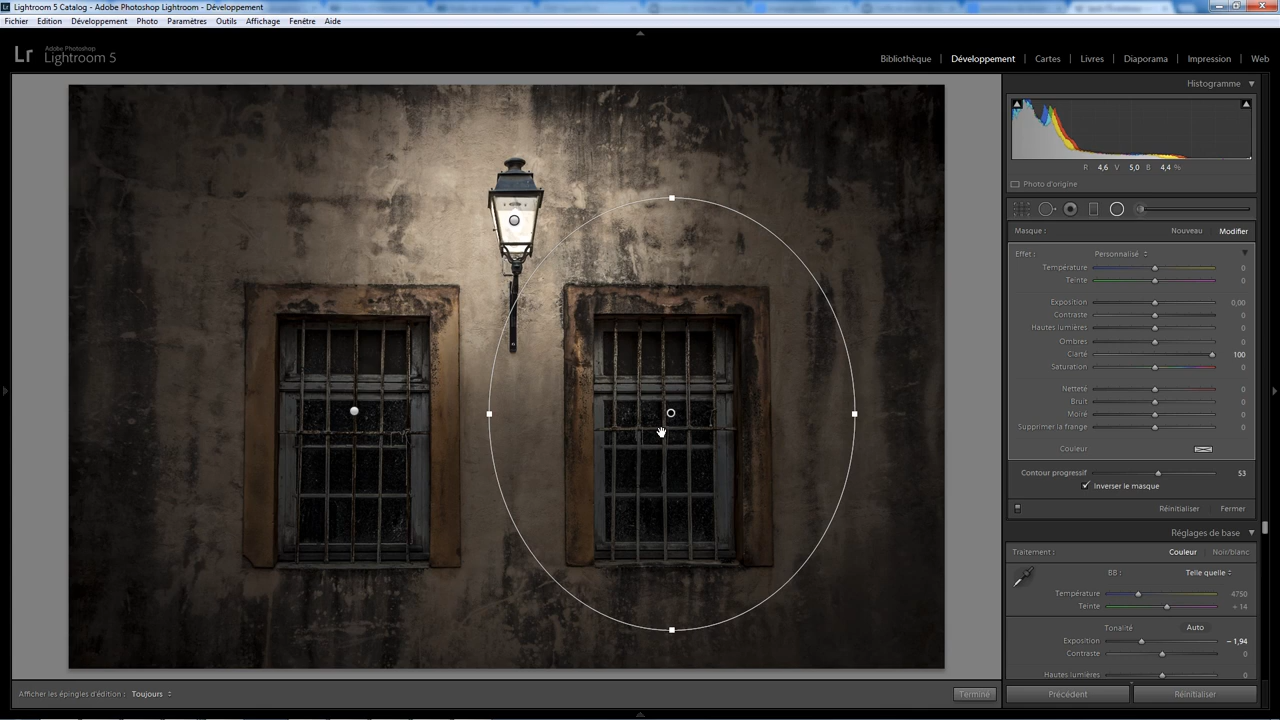 Lightroom 5 Catalog - Adobe Photoshop Lightroom - Développement
Fichier Edition Développement Photo Paramètres Outils Affichage Fenêtre Aide
Lr Adobe Photoshop
Lightroom 5
Bibliothèque | Développement | Cartes | Livres | Diaporama | Impression | Web
Histogramme
R 4,6 V 5,0 B 4,4 %
Photo d'origine
Masque : Nouveau Modifier
Effet : Personnalisé
Température 0
Teinte 0
Exposition 0,00
Contraste 0
Hautes lumières 0
Ombres 0
Clarté 100
Saturation 0
Netteté 0
Bruit 0
Moiré 0
Supprimer la frange 0
Couleur
Contour progressif 53
Inverser le masque
Réinitialiser Fermer
Réglages de base
Traitement : Couleur | Noir/blanc
BB : Telle quelle
Température 4750
Teinte + 14
Tonalité Auto
Exposition − 1,94
Contraste 0
Hautes lumières 0
Afficher les épingles d'édition : Toujours
Terminé
Précédent Réinitialiser